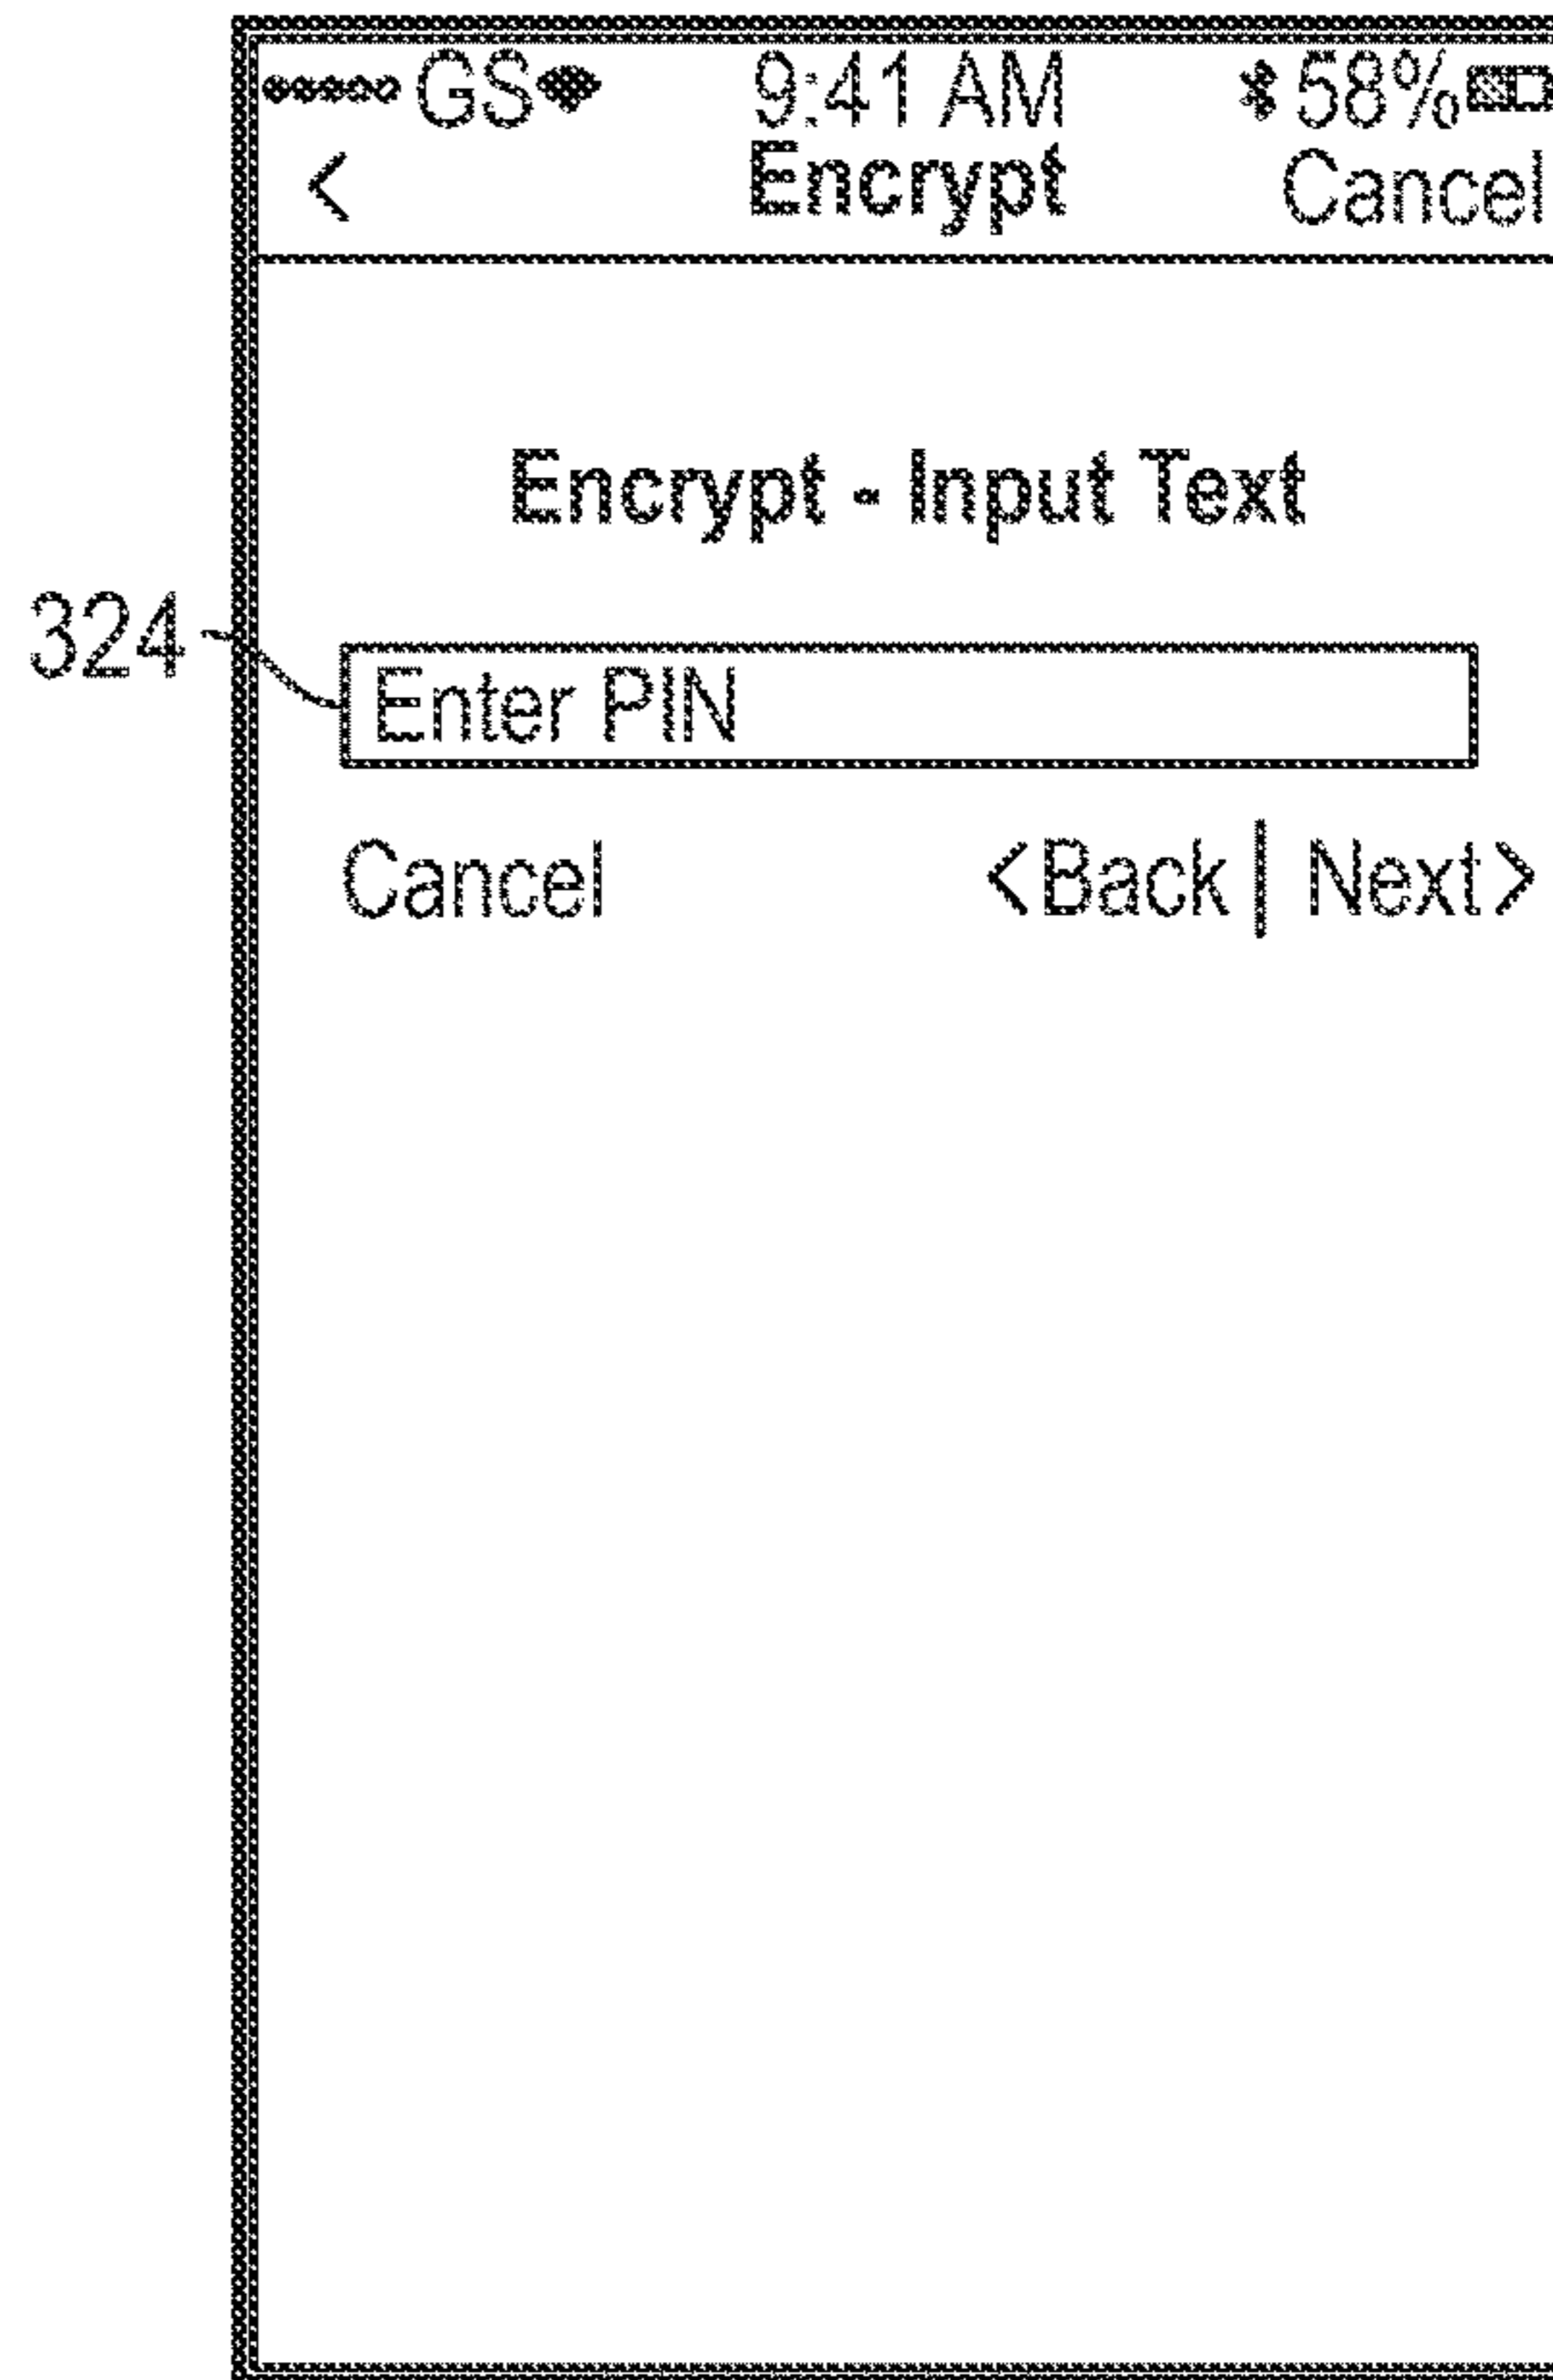 GS 9:41 AM 58%
< Encrypt Cancel
Encrypt - Input Text
324
Enter PIN
Cancel <Back | Next>